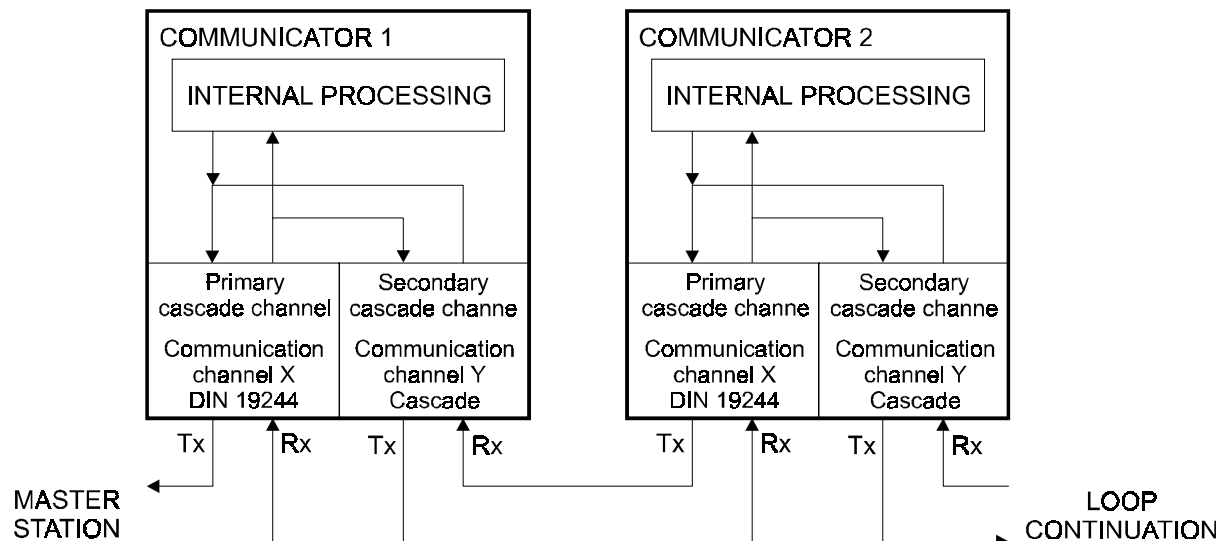 COMMUNICATOR 1
INTERNAL PROCESSING
Primary
cascade channel
Communication
channel X
DIN 19244
Secondary
cascade channe
Communication
channel Y
Cascade
Tx
Rx
Tx
Rx
COMMUNICATOR 2
INTERNAL PROCESSING
Primary
cascade channe
Communication
channel X
DIN 19244
Secondary
cascade channe
Communication
channel Y
Cascade
Tx
Rx
Tx
Rx
MASTER
STATION
LOOP
CONTINUATION